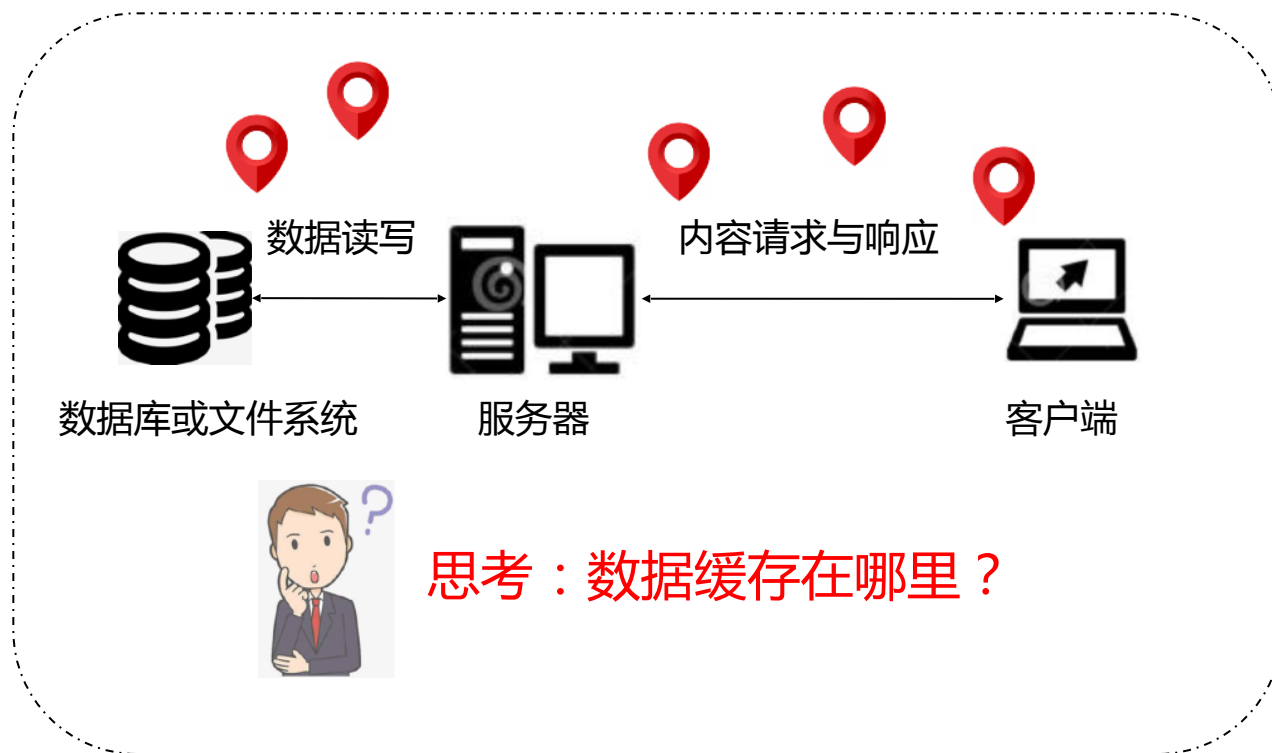 数据读写
内容请求与响应
数据库或文件系统
服务器
客户端
思考：数据缓存在哪里？